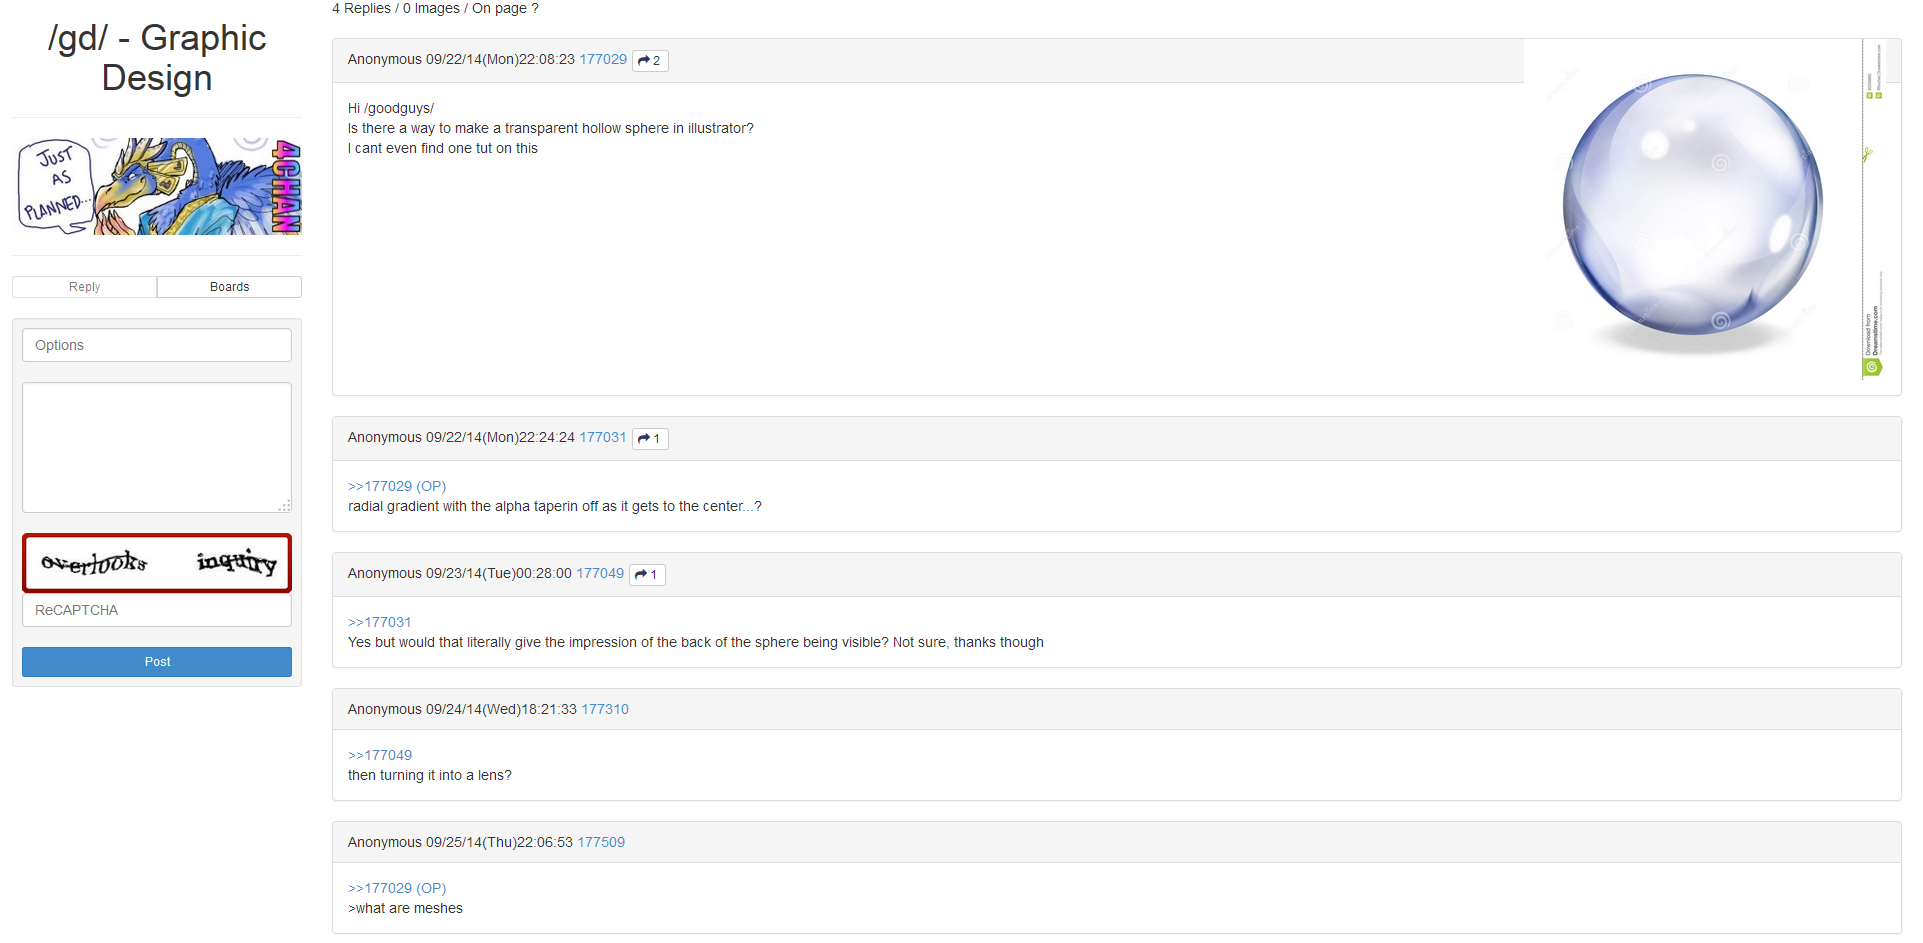 /gd/ - Graphic
Design
JUST
AS
PLANNED...
4CHAN
Reply
Boards
Options
overlooks inquiry
ReCAPTCHA
Post
4 Replies / 0 Images / On page ?
Anonymous 09/22/14(Mon)22:08:23 177029 2
Hi /goodguys/
Is there a way to make a transparent hollow sphere in illustrator?
I cant even find one tut on this
Download from
Dreamstime.com
Anonymous 09/22/14(Mon)22:24:24 177031 1
>>177029 (OP)
radial gradient with the alpha taperin off as it gets to the center...?
Anonymous 09/23/14(Tue)00:28:00 177049 1
>>177031
Yes but would that literally give the impression of the back of the sphere being visible? Not sure, thanks though
Anonymous 09/24/14(Wed)18:21:33 177310
>>177049
then turning it into a lens?
Anonymous 09/25/14(Thu)22:06:53 177509
>>177029 (OP)
>what are meshes